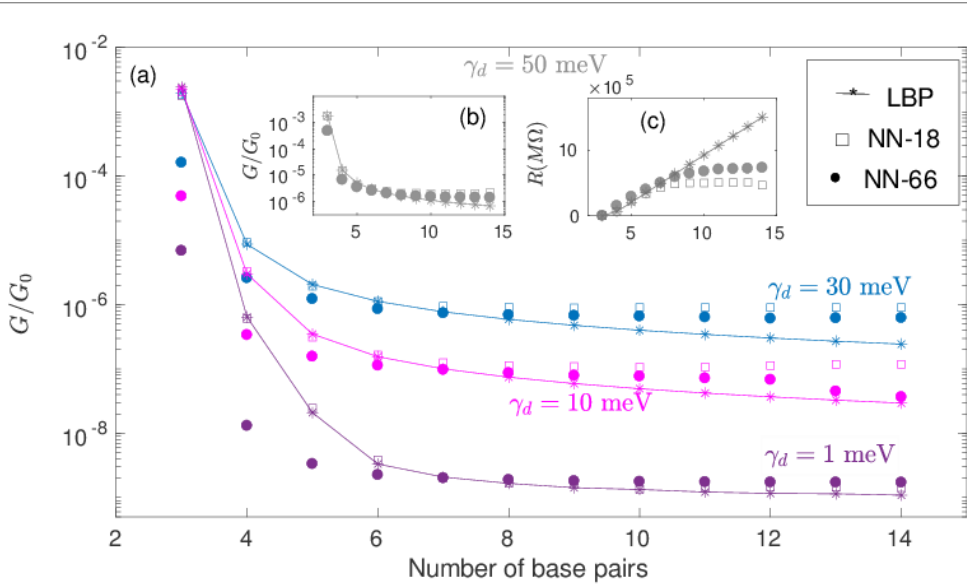 10^-2
(a)
γ_d = 50 meV
×10^5
LBP
NN-18
NN-66
10^-3
10^-4
10^-5
10^-6
G/G_0
(b)
5 10 15
(c)
R(MΩ)
10
0
5 10 15
10^-4
10^-6
10^-8
G/G_0
γ_d = 30 meV
γ_d = 10 meV
γ_d = 1 meV
2 4 6 8 10 12 14
Number of base pairs